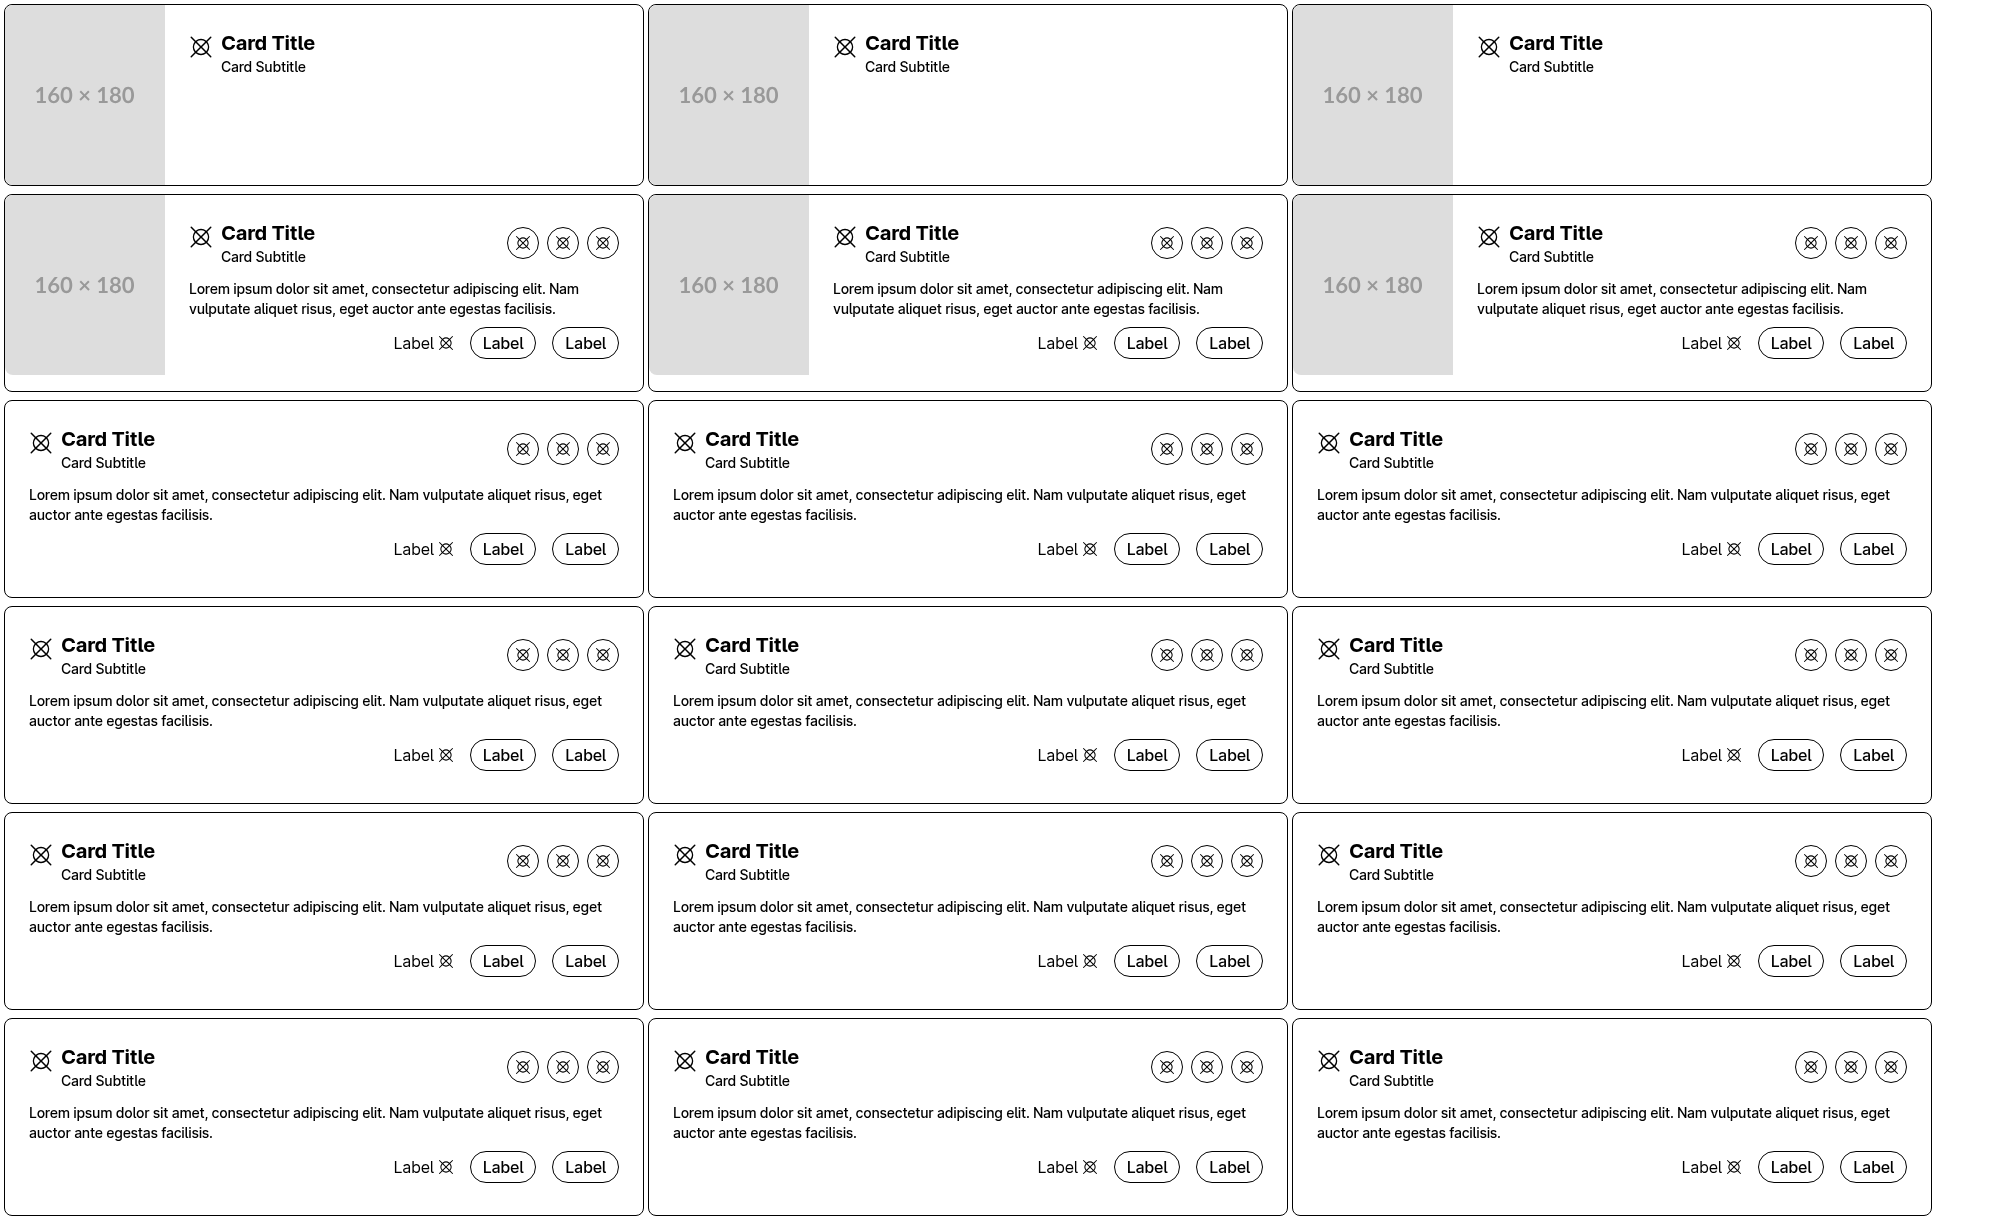 160 × 180
Card Title
Card Subtitle
160 × 180
Card Title
Card Subtitle
160 × 180
Card Title
Card Subtitle
160 × 180
Card Title
Card Subtitle
Lorem ipsum dolor sit amet, consectetur adipiscing elit. Nam
vulputate aliquet risus, eget auctor ante egestas facilisis.
Label Label Label
160 × 180
Card Title
Card Subtitle
Lorem ipsum dolor sit amet, consectetur adipiscing elit. Nam
vulputate aliquet risus, eget auctor ante egestas facilisis.
Label Label Label
160 × 180
Card Title
Card Subtitle
Lorem ipsum dolor sit amet, consectetur adipiscing elit. Nam
vulputate aliquet risus, eget auctor ante egestas facilisis.
Label Label Label
Card Title
Card Subtitle
Lorem ipsum dolor sit amet, consectetur adipiscing elit. Nam vulputate aliquet risus, eget
auctor ante egestas facilisis.
Label Label Label
Card Title
Card Subtitle
Lorem ipsum dolor sit amet, consectetur adipiscing elit. Nam vulputate aliquet risus, eget
auctor ante egestas facilisis.
Label Label Label
Card Title
Card Subtitle
Lorem ipsum dolor sit amet, consectetur adipiscing elit. Nam vulputate aliquet risus, eget
auctor ante egestas facilisis.
Label Label Label
Card Title
Card Subtitle
Lorem ipsum dolor sit amet, consectetur adipiscing elit. Nam vulputate aliquet risus, eget
auctor ante egestas facilisis.
Label Label Label
Card Title
Card Subtitle
Lorem ipsum dolor sit amet, consectetur adipiscing elit. Nam vulputate aliquet risus, eget
auctor ante egestas facilisis.
Label Label Label
Card Title
Card Subtitle
Lorem ipsum dolor sit amet, consectetur adipiscing elit. Nam vulputate aliquet risus, eget
auctor ante egestas facilisis.
Label Label Label
Card Title
Card Subtitle
Lorem ipsum dolor sit amet, consectetur adipiscing elit. Nam vulputate aliquet risus, eget
auctor ante egestas facilisis.
Label Label Label
Card Title
Card Subtitle
Lorem ipsum dolor sit amet, consectetur adipiscing elit. Nam vulputate aliquet risus, eget
auctor ante egestas facilisis.
Label Label Label
Card Title
Card Subtitle
Lorem ipsum dolor sit amet, consectetur adipiscing elit. Nam vulputate aliquet risus, eget
auctor ante egestas facilisis.
Label Label Label
Card Title
Card Subtitle
Lorem ipsum dolor sit amet, consectetur adipiscing elit. Nam vulputate aliquet risus, eget
auctor ante egestas facilisis.
Label Label Label
Card Title
Card Subtitle
Lorem ipsum dolor sit amet, consectetur adipiscing elit. Nam vulputate aliquet risus, eget
auctor ante egestas facilisis.
Label Label Label
Card Title
Card Subtitle
Lorem ipsum dolor sit amet, consectetur adipiscing elit. Nam vulputate aliquet risus, eget
auctor ante egestas facilisis.
Label Label Label